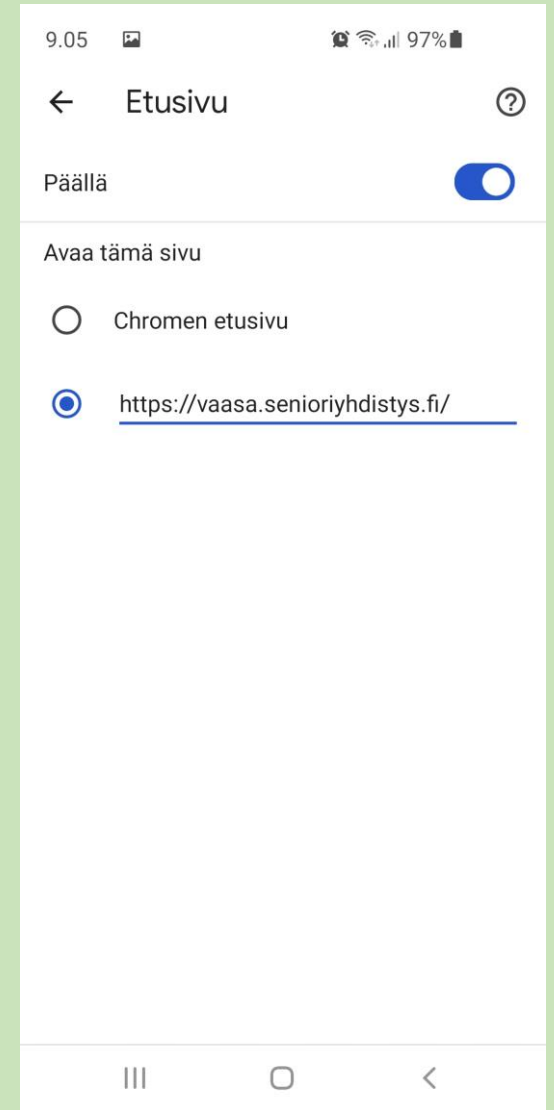 9.05 97%
Etusivu
Päällä
Avaa tämä sivu
Chromen etusivu
https://vaasa.senioriyhdistys.fi/